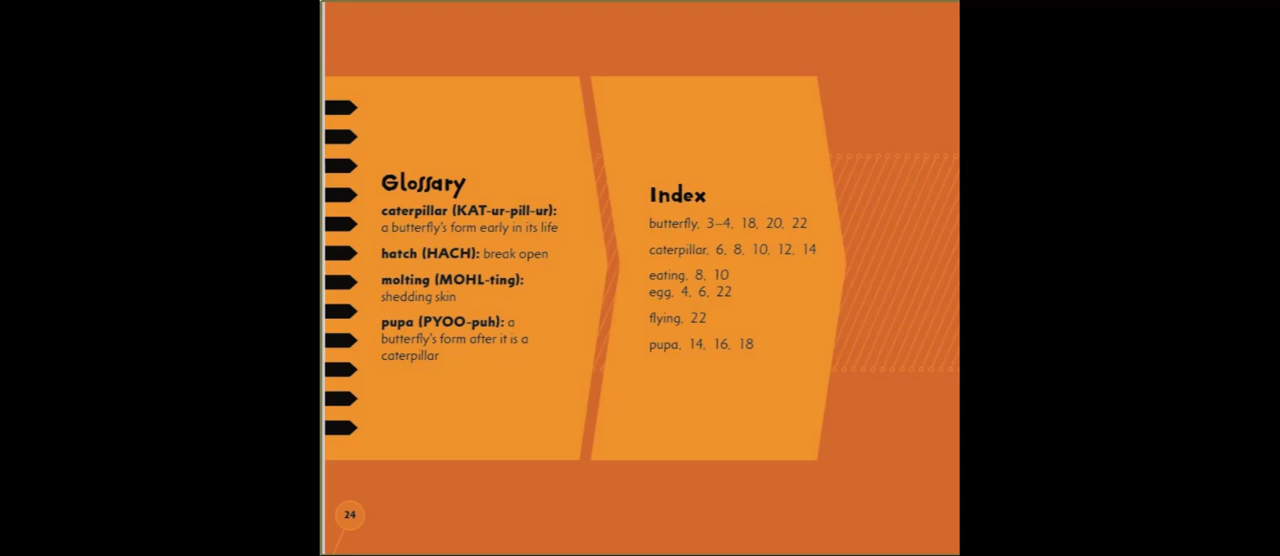 Glossary
caterpillar (KAT-ur-pill-ur):
a butterfly's form early in its life
hatch (HACH): break open
molting (MOHL-ting):
shedding skin
pupa (PYOO-puh): a
butterfly's form after it is a
caterpillar
Index
butterfly, 3–4, 18, 20, 22
caterpillar, 6, 8, 10, 12, 14
eating, 8, 10
egg, 4, 6, 22
flying, 22
pupa, 14, 16, 18
24